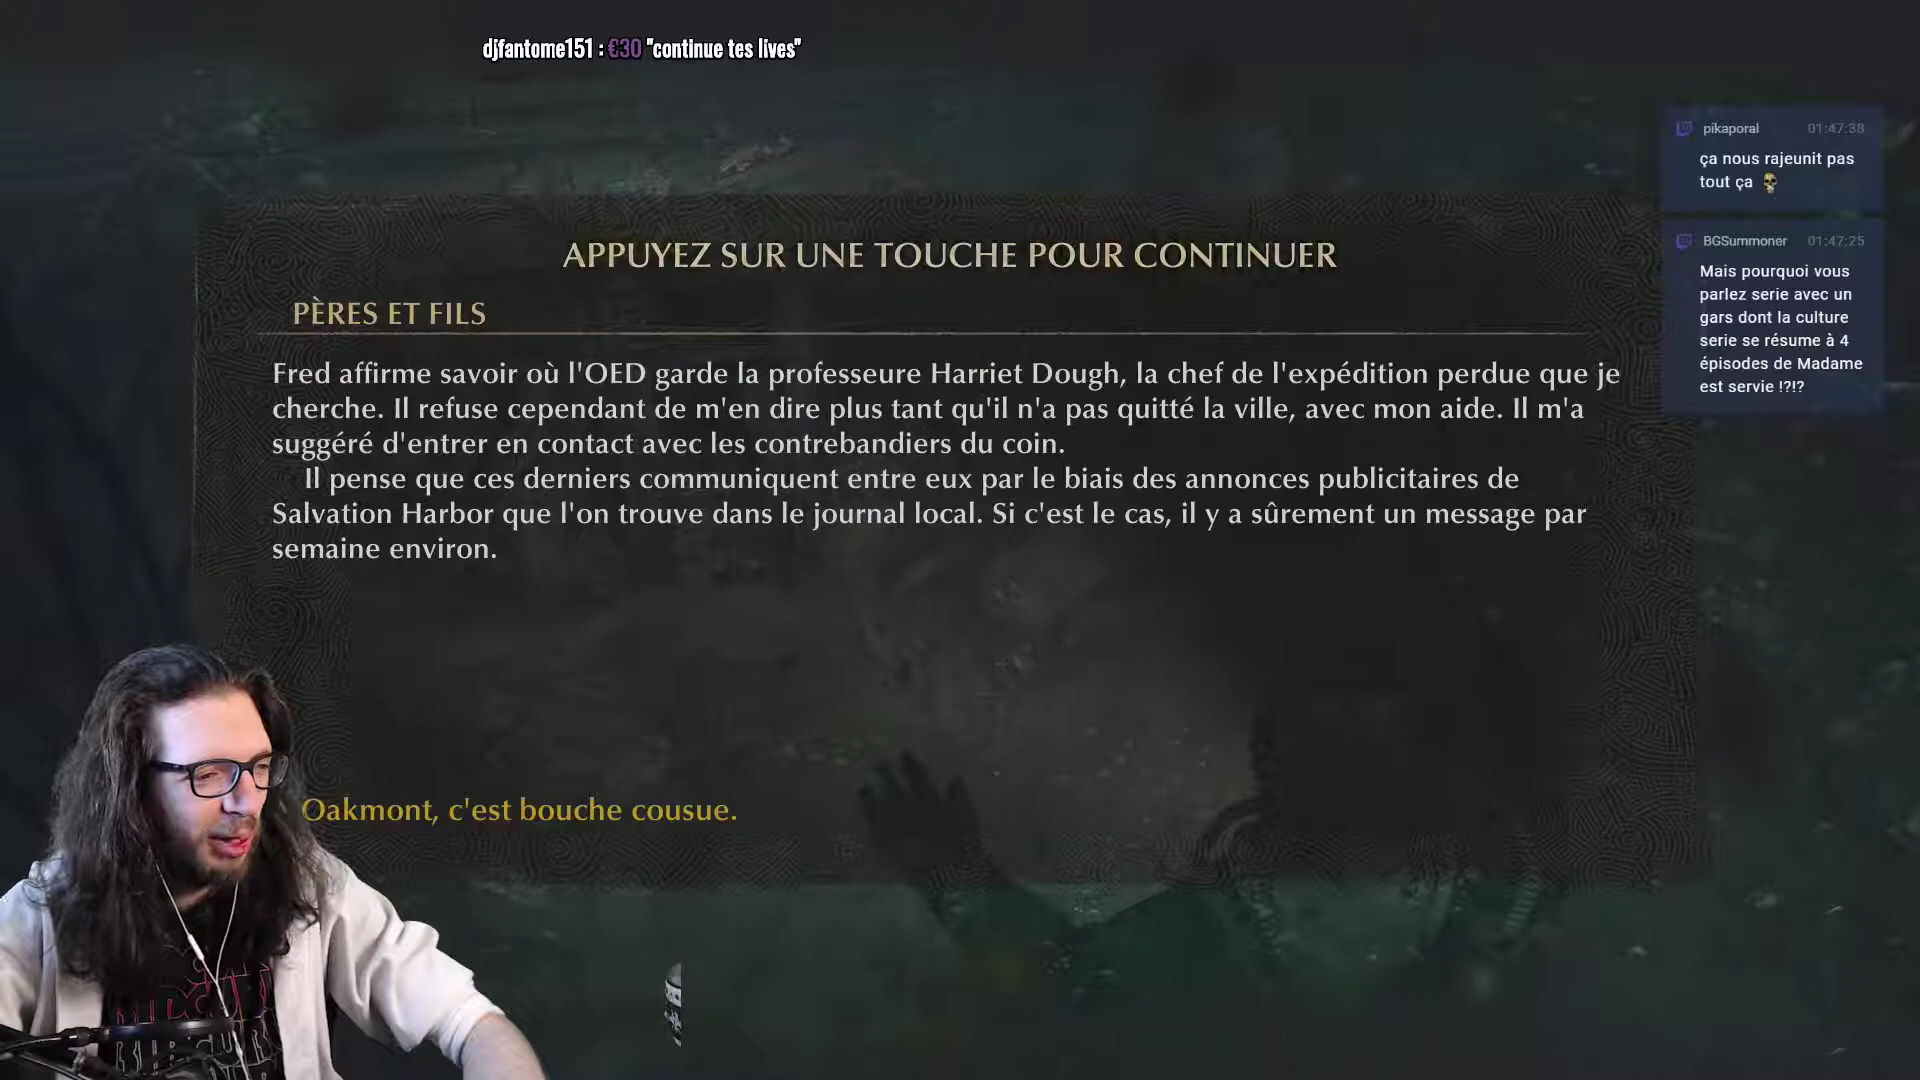 djfantome151 : €30 "continue tes lives"
pikaporal 01:47:38
ça nous rajeunit pas
tout ça
BGSummoner 01:47:25
Mais pourquoi vous
parlez serie avec un
gars dont la culture
serie se résume à 4
épisodes de Madame
est servie !?!?
APPUYEZ SUR UNE TOUCHE POUR CONTINUER
PÈRES ET FILS
Fred affirme savoir où l'OED garde la professeure Harriet Dough, la chef de l'expédition perdue que je
cherche. Il refuse cependant de m'en dire plus tant qu'il n'a pas quitté la ville, avec mon aide. Il m'a
suggéré d'entrer en contact avec les contrebandiers du coin.
Il pense que ces derniers communiquent entre eux par le biais des annonces publicitaires de
Salvation Harbor que l'on trouve dans le journal local. Si c'est le cas, il y a sûrement un message par
semaine environ.
Oakmont, c'est bouche cousue.